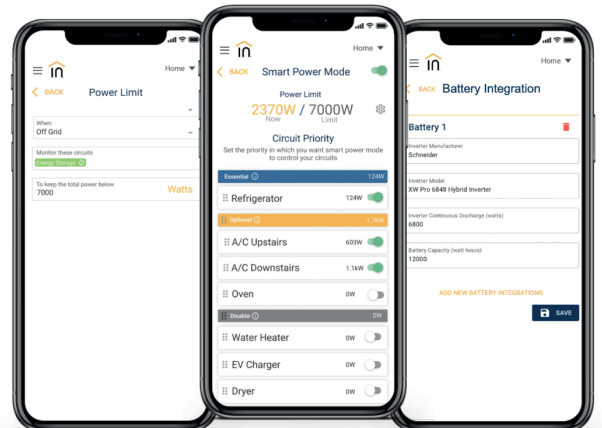 in
Home
BACK
Power Limit
When:
Off Grid
Monitor these circuits
Energy Storage
To keep the total power below
7000
Watts
in
Home
BACK
Smart Power Mode
Power Limit
2370W / 7000W
Now Limit
Circuit Priority
Set the priority in which you want smart power mode
to control your circuits
Essential 124W
Refrigerator 124W
Optional 1.7kW
A/C Upstairs 603W
A/C Downstairs 1.1kW
Oven 0W
Disable 0W
Water Heater 0W
EV Charger 0W
Dryer 0W
in
Home
BACK
Battery Integration
Battery 1
Inverter Manufacturer
Schneider
Inverter Model
XW Pro 6848 Hybrid Inverter
Inverter Continuous Discharge (watts)
6800
Battery Capacity (watt hours)
12000
ADD NEW BATTERY INTEGRATIONS
SAVE